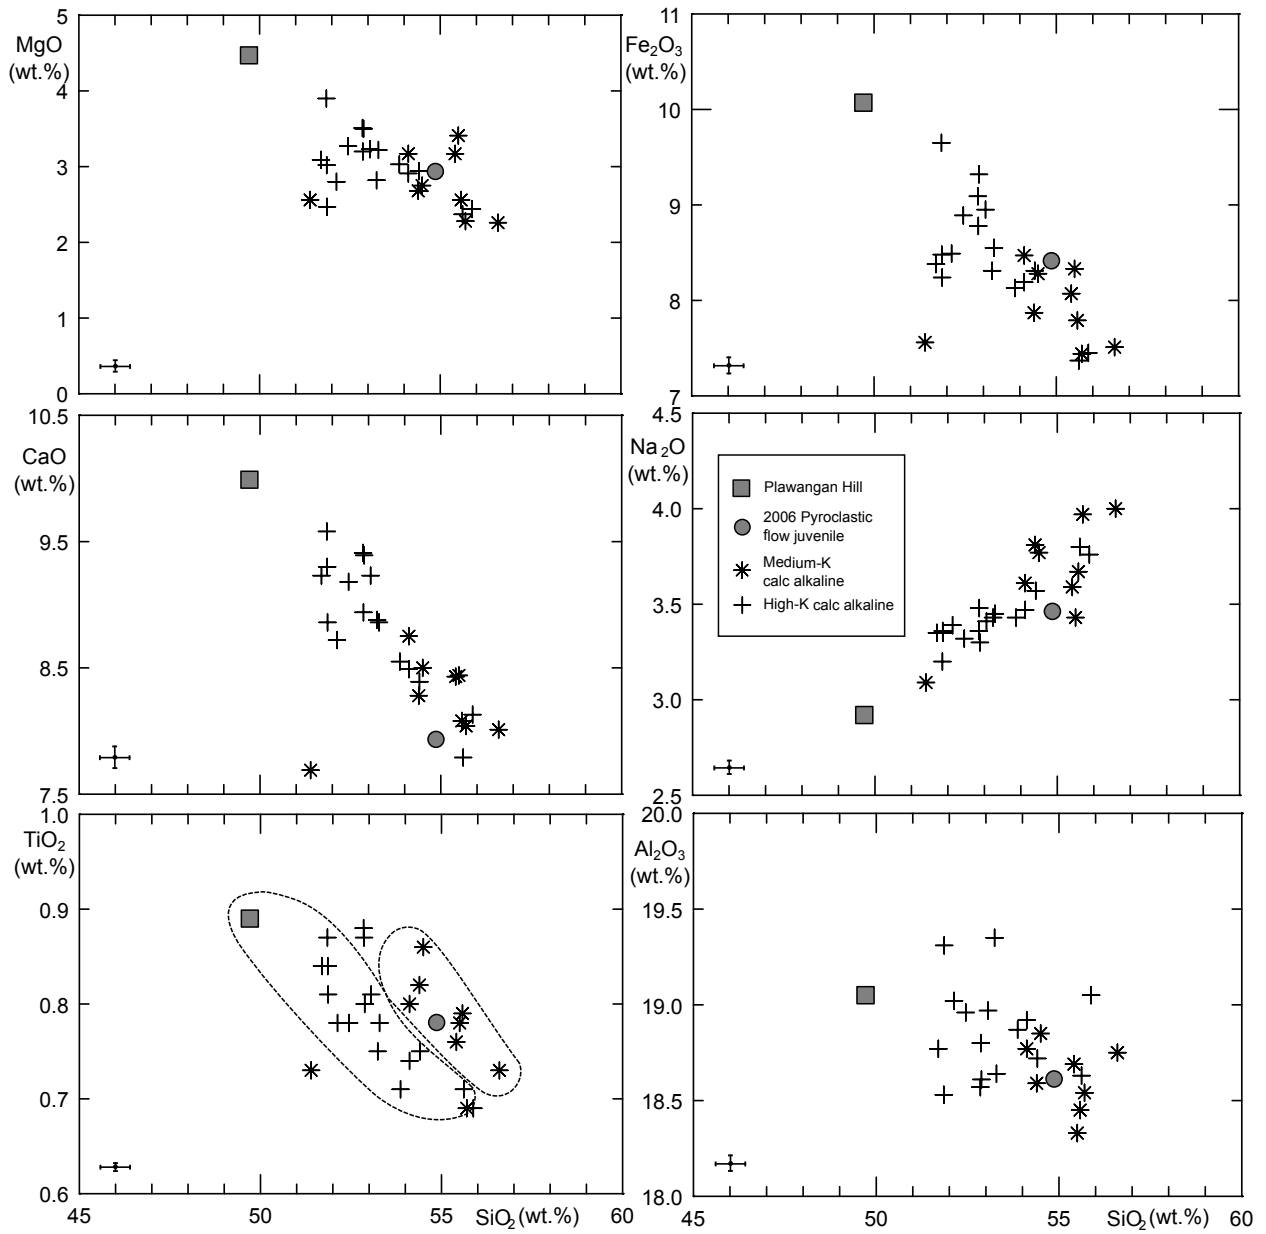 MgO
(wt.%)
5
4
3
2
1
0
Fe₂O₃
(wt.%)
11
10
9
8
7
CaO
(wt.%)
10.5
9.5
8.5
7.5
Na₂O
(wt.%)
4.5
4.0
3.5
3.0
2.5
Plawangan Hill
2006 Pyroclastic
flow juvenile
Medium-K
calc alkaline
High-K calc alkaline
TiO₂
(wt.%)
1.0
0.9
0.8
0.7
0.6
45 50 55 SiO₂ (wt.%) 60
Al₂O₃
(wt.%)
20.0
19.5
19.0
18.5
18.0
45 50 55 SiO₂ (wt.%) 60